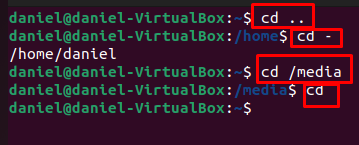 daniel@daniel-VirtualBox:~$ cd ..
daniel@daniel-VirtualBox:/home$ cd -
/home/daniel
daniel@daniel-VirtualBox:~$ cd /media
daniel@daniel-VirtualBox:/media$ cd
daniel@daniel-VirtualBox:~$